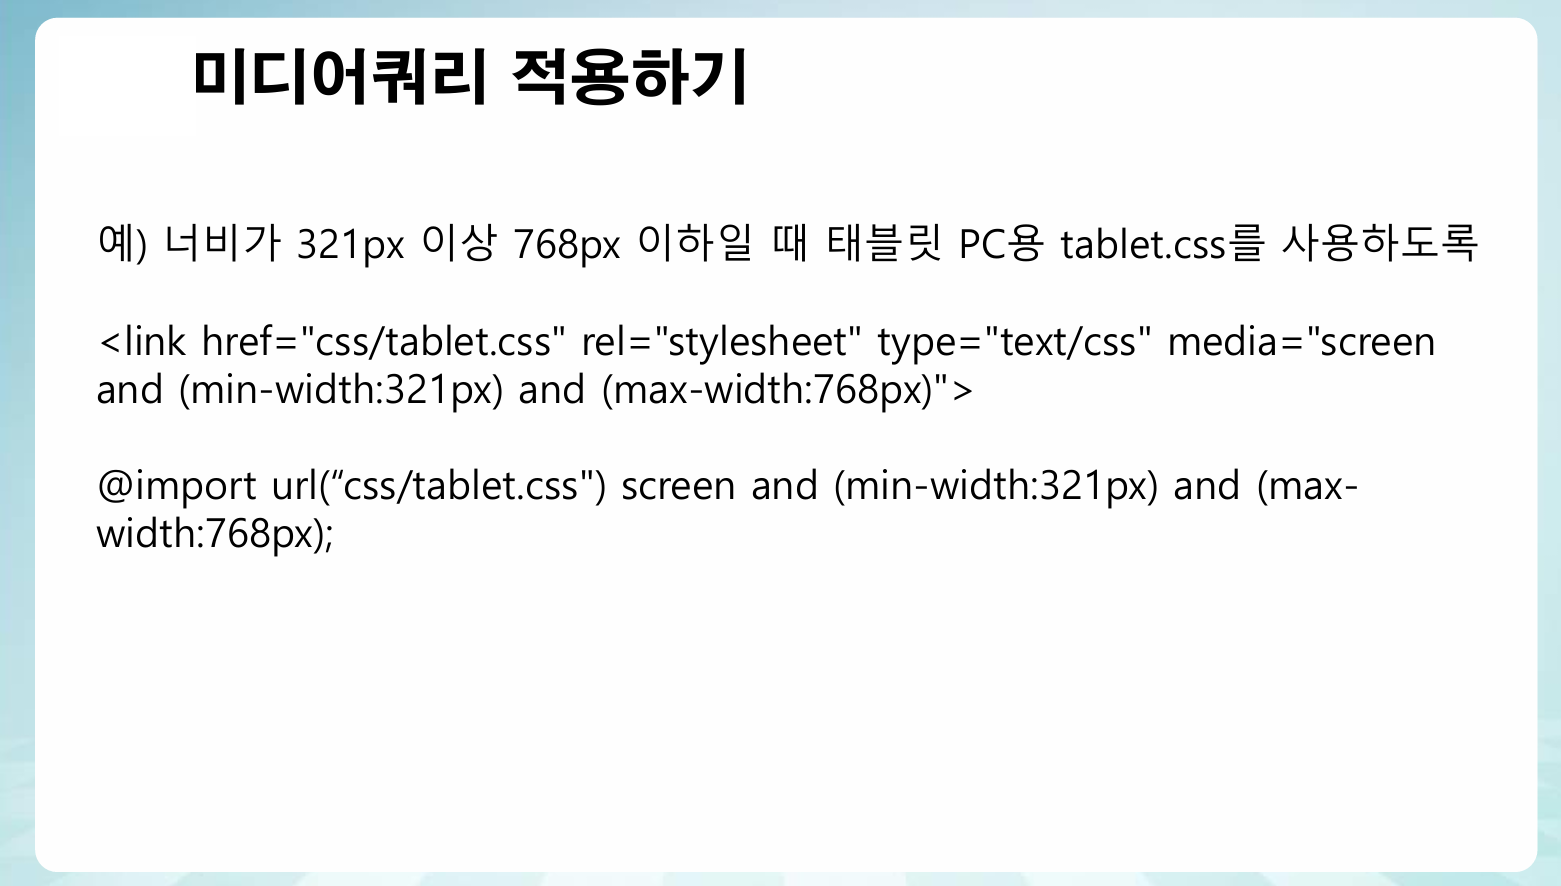 미디어쿼리 적용하기
예) 너비가 321px 이상 768px 이하일 때 태블릿 PC용 tablet.css를 사용하도록
<link href="css/tablet.css" rel="stylesheet" type="text/css" media="screen
and (min-width:321px) and (max-width:768px)">
@import url(“css/tablet.css") screen and (min-width:321px) and (max-
width:768px);